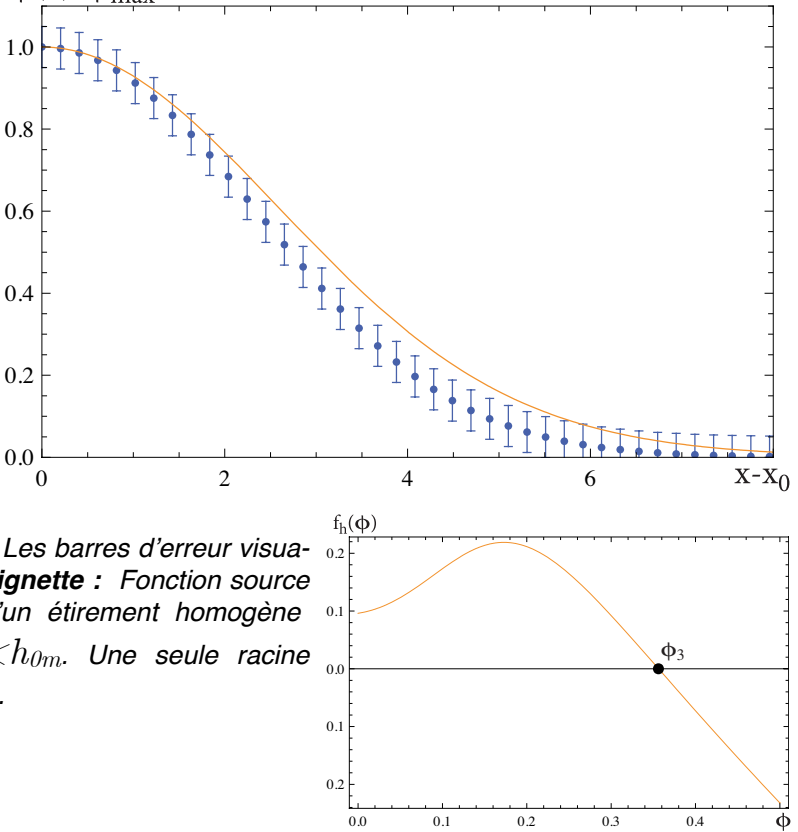 max
1.0
0.8
0.6
0.4
0.2
0.0
0 2 4 6 x-x0
Les barres d'erreur visua-
ignette : Fonction source
'un étirement homogène
<h0m. Une seule racine
.
fh(ϕ)
0.2
0.1
0.0
0.1
0.2
ϕ3
0.0 0.1 0.2 0.3 0.4 ϕ